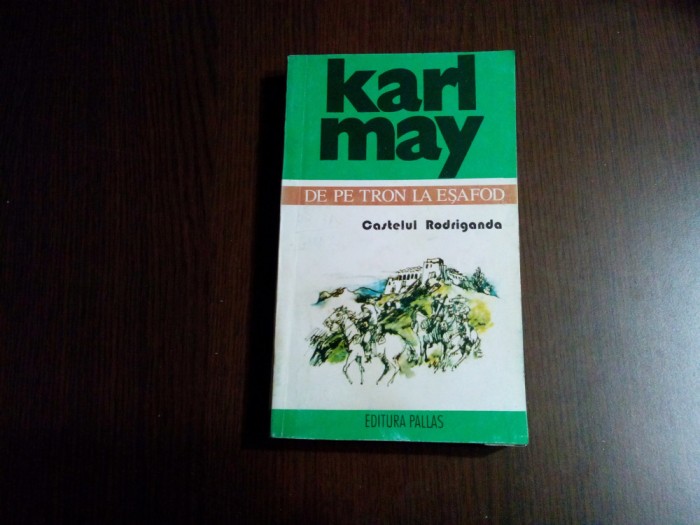 karl
may
DE PE TRON LA EȘAFOD
Castelul Rodriganda
EDITURA PALLAS